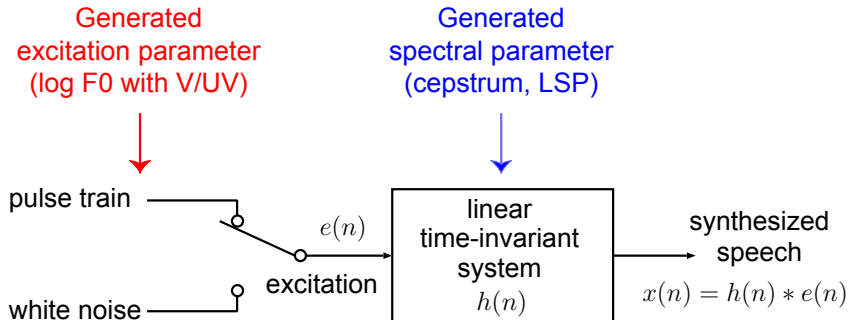 Generated
excitation parameter
(log F0 with V/UV)
Generated
spectral parameter
(cepstrum, LSP)
pulse train
white noise
e(n)
excitation
linear
time-invariant
system
h(n)
synthesized
speech
x(n) = h(n) * e(n)